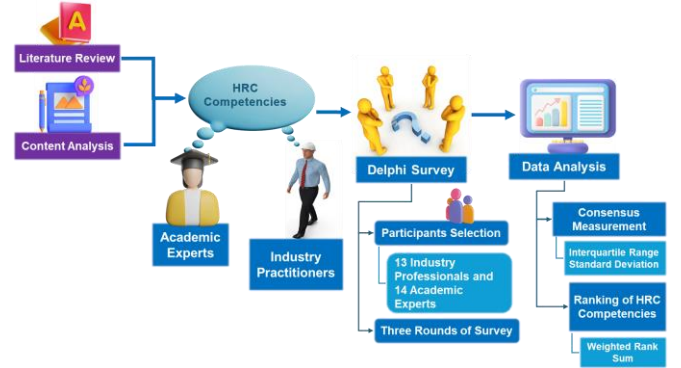 A
Literature Review
Content Analysis
HRC
Competencies
Academic
Experts
Industry
Practitioners
Delphi Survey
Participants Selection
13 Industry
Professionals and
14 Academic
Experts
Three Rounds of Survey
Data Analysis
Consensus
Measurement
Interquartile Range
Standard Deviation
Ranking of HRC
Competencies
Weighted Rank
Sum